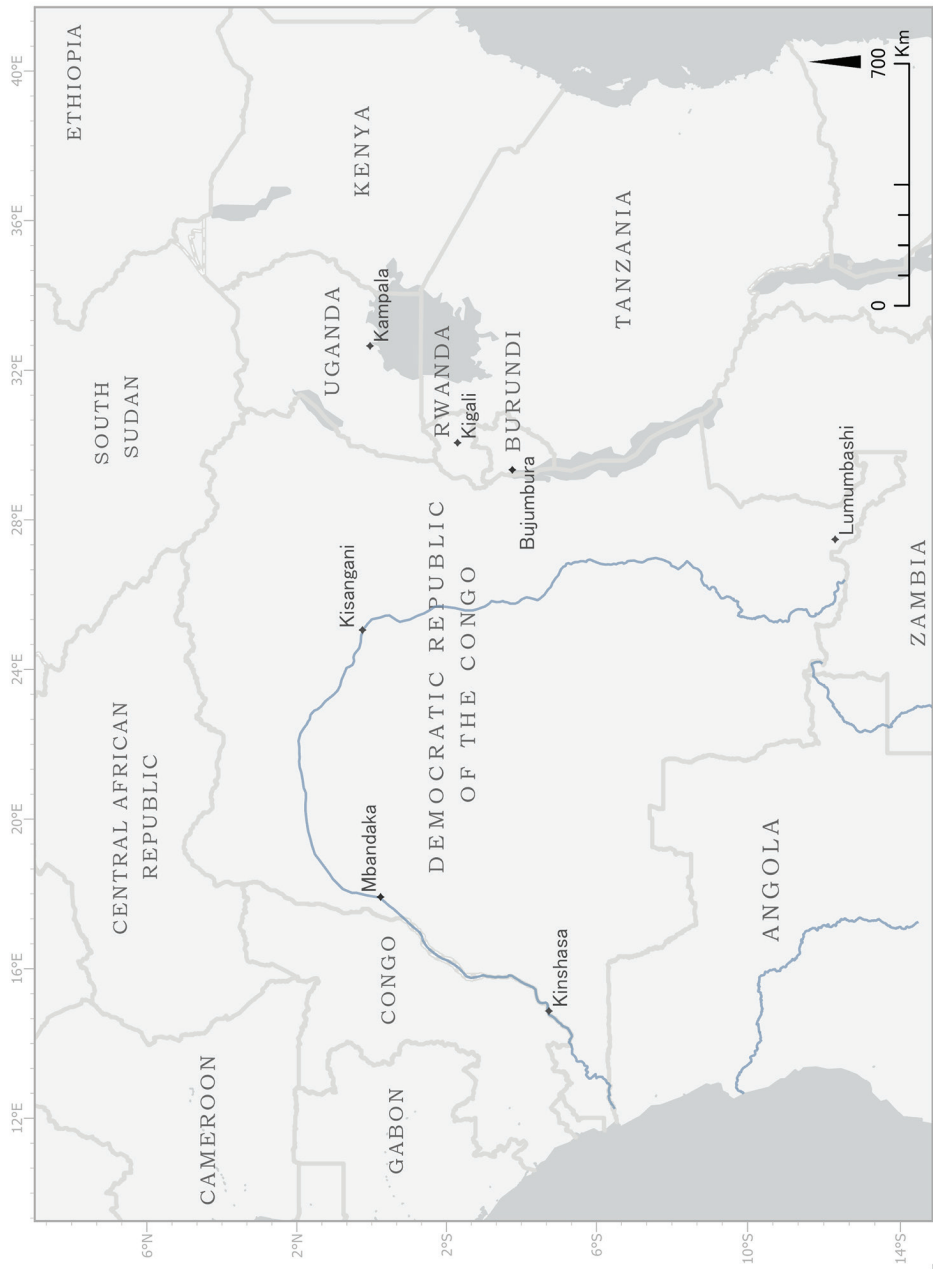 6°N
2°N
2°S
6°S
10°S
14°S
12°E
16°E
20°E
24°E
28°E
32°E
36°E
40°E
CAMEROON
CENTRAL AFRICAN
REPUBLIC
SOUTH
SUDAN
ETHIOPIA
GABON
CONGO
Mbandaka
Kisangani
UGANDA
Kampala
KENYA
DEMOCRATIC REPUBLIC
OF THE CONGO
RWANDA
Kigali
BURUNDI
Bujumbura
Kinshasa
TANZANIA
ANGOLA
Lumumbashi
ZAMBIA
0
700
Km